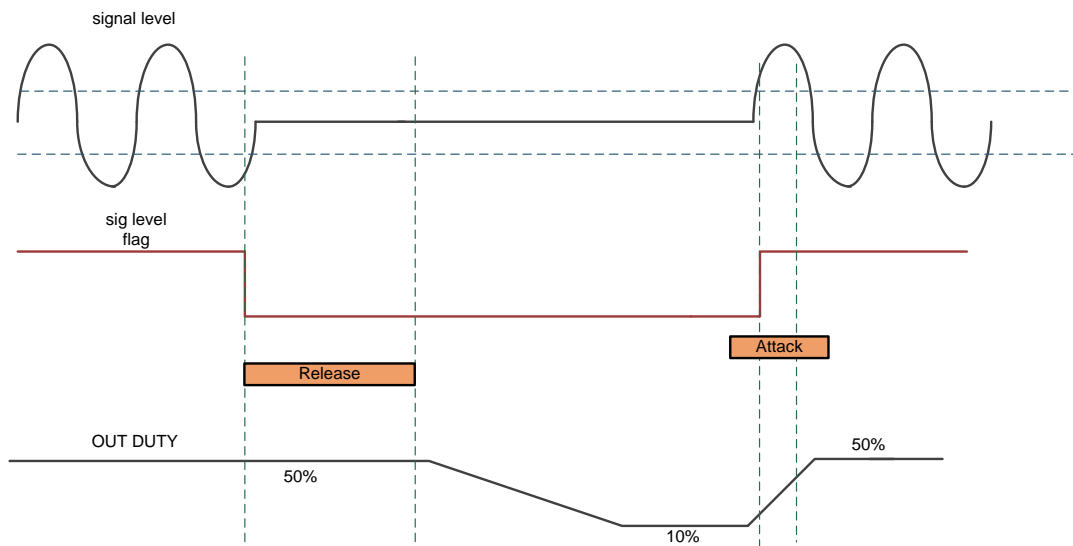 signal level
sig level
flag
Attack
Release
OUT DUTY
50%
50%
10%